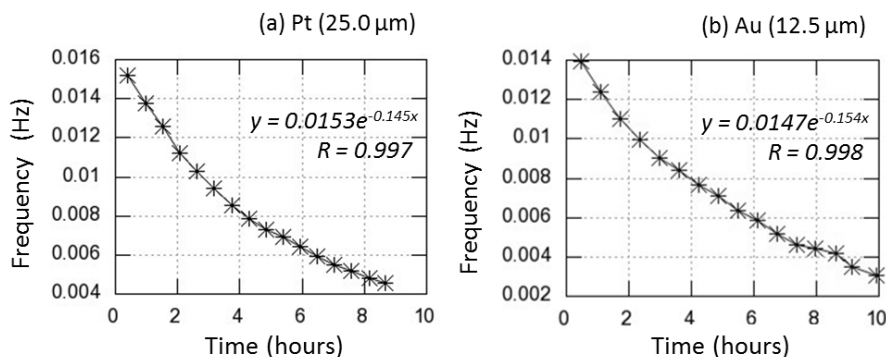 (a) Pt (25.0 μm)
0.016
0.014
0.012
0.01
0.008
0.006
0.004
Frequency (Hz)
y = 0.0153e-0.145x
R = 0.997
0 2 4 6 8 10
Time (hours)
(b) Au (12.5 μm)
0.014
0.012
0.01
0.008
0.006
0.004
0.002
Frequency (Hz)
y = 0.0147e-0.154x
R = 0.998
0 2 4 6 8 10
Time (hours)